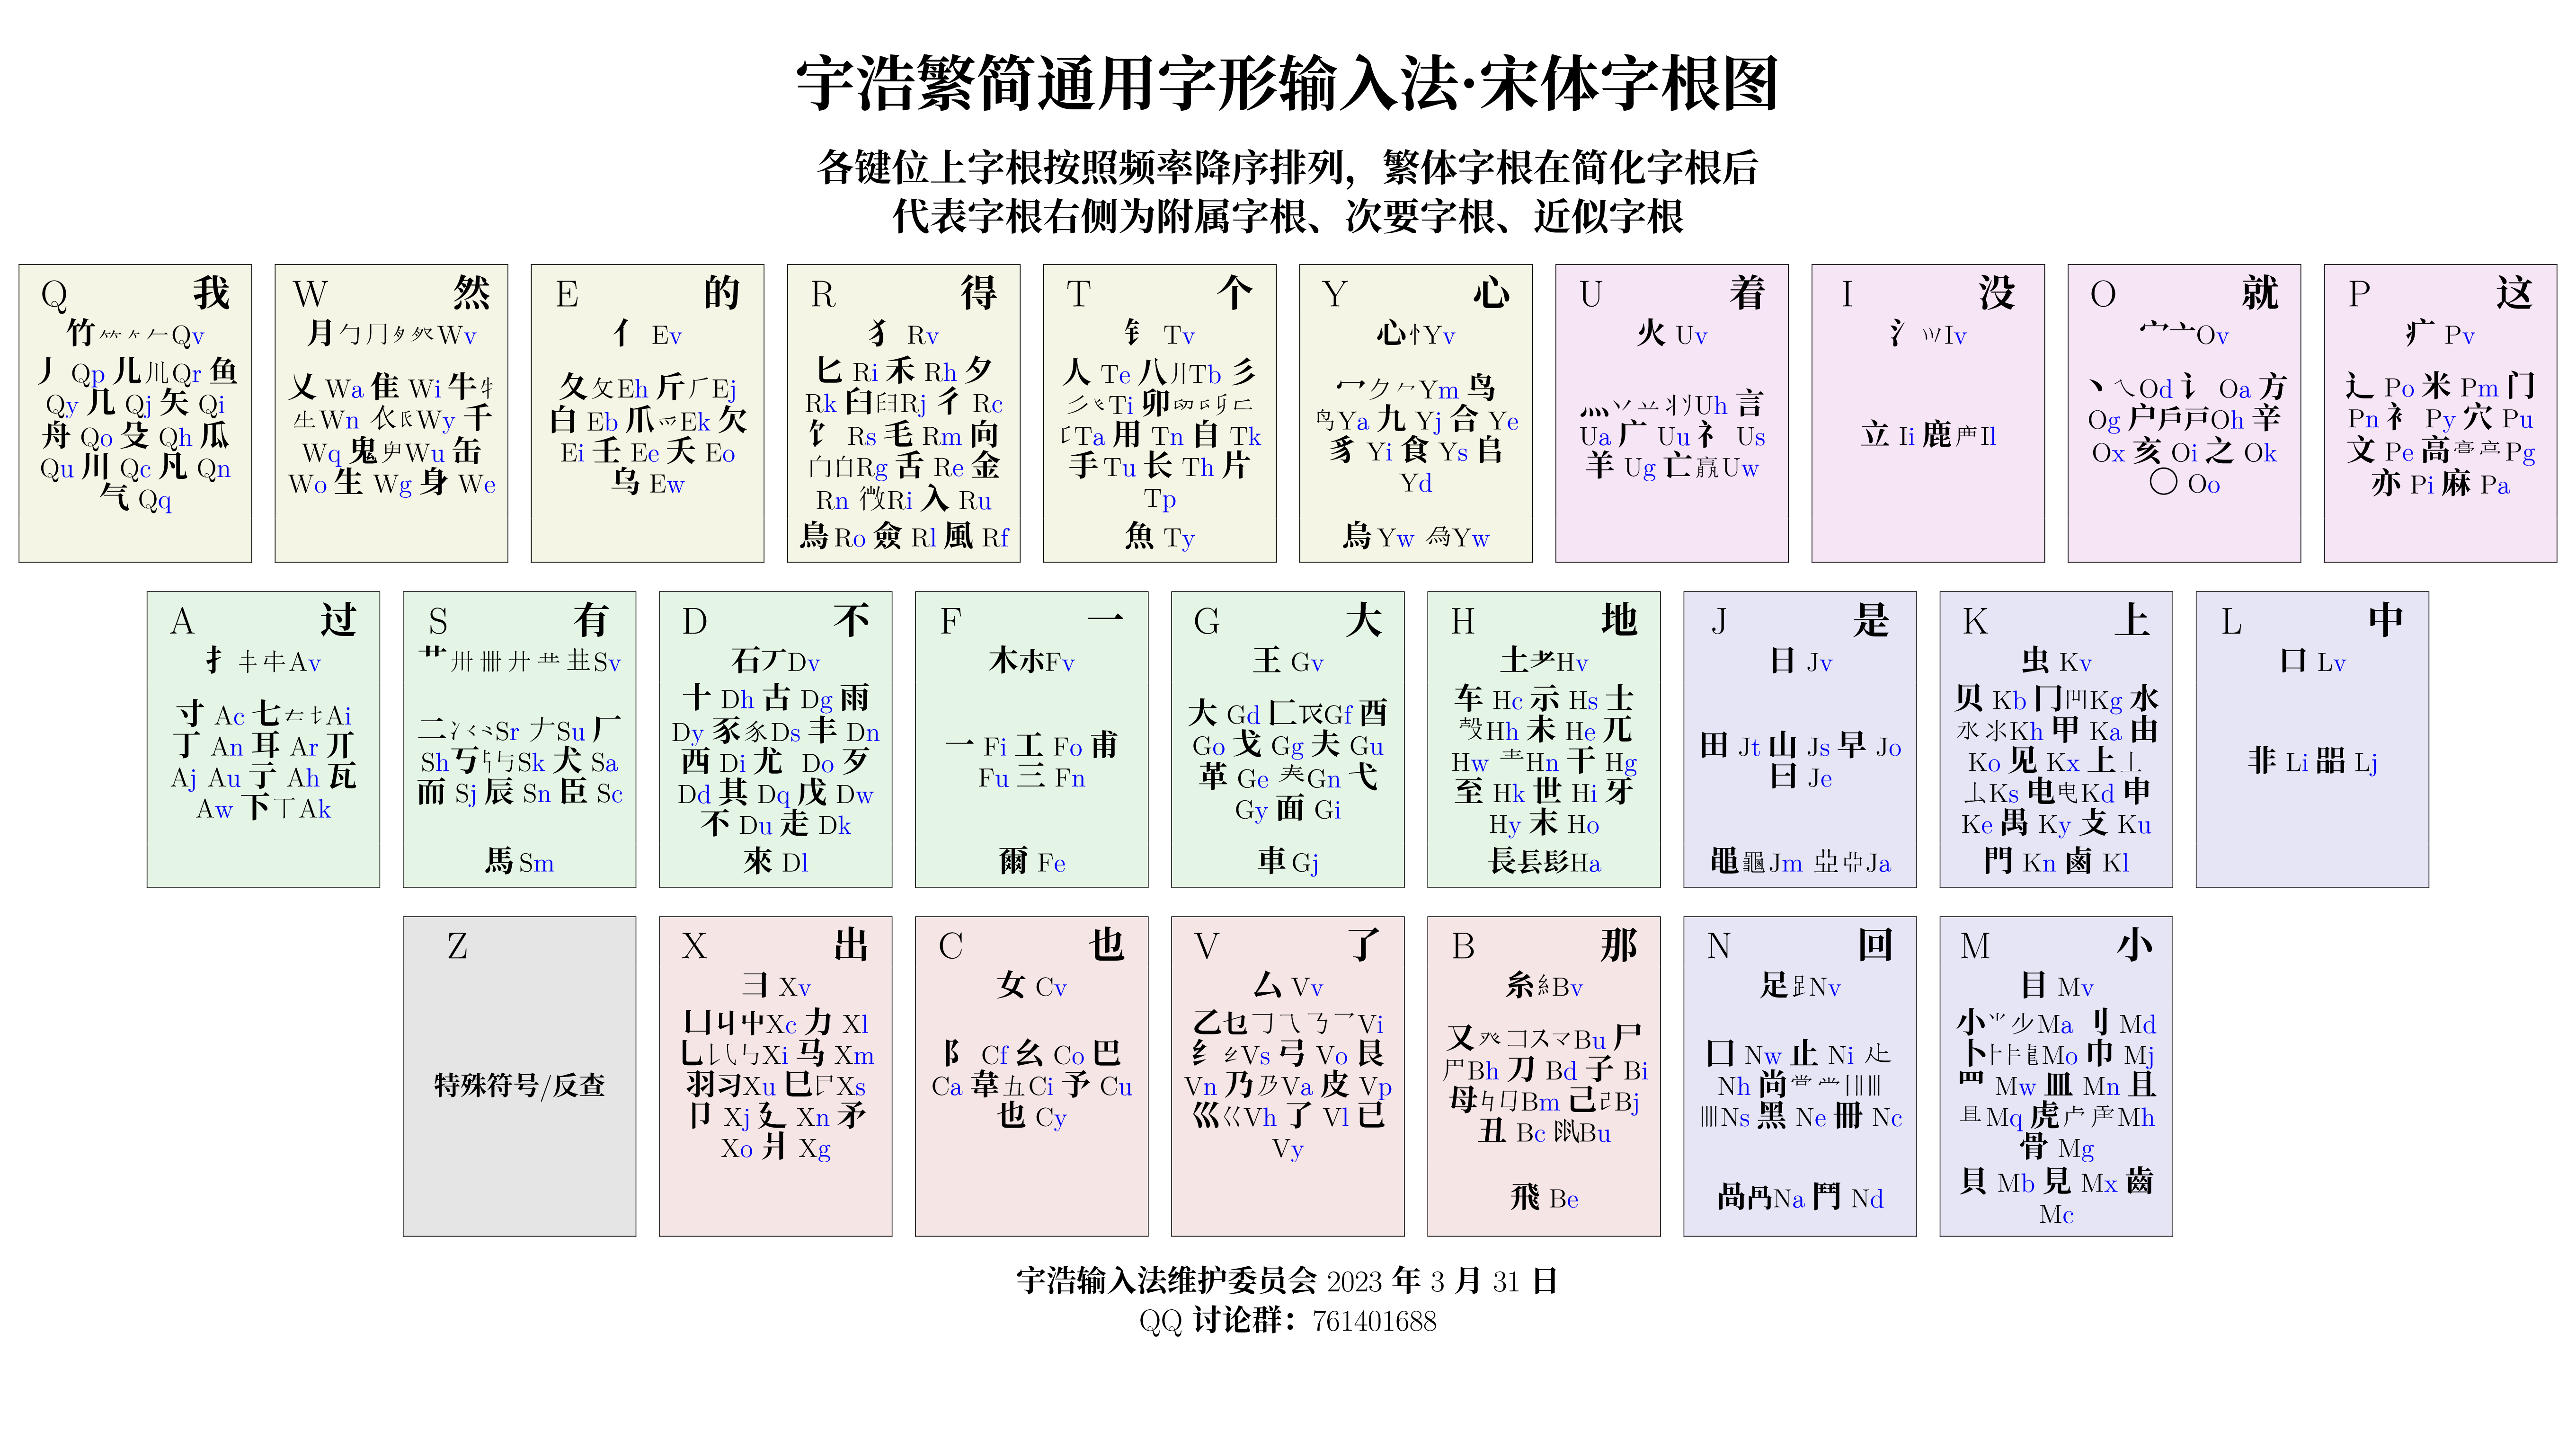 宇浩繁简通用字形输入法·宋体字根图
各键位上字根按照频率降序排列，繁体字根在简化字根后
代表字根右侧为附属字根、次要字根、近似字根
Q 我
竹 𠂉 Qv
丿 Qp 儿 Qr 鱼
Qy 几 Qj 矢 Qi
舟 Qo 殳 Qh 瓜
Qu 川 Qc 凡 Qn
气 Qq
W 然
月 勹 Wv
乂 Wa 隹 Wi 牛
Wn 衣 Wy 千
Wq 鬼 Wu 缶
Wo 生 Wg 身 We
E 的
亻 Ev
夂 攵 Eh 斤 Ej
白 Eb 爪 爫 Ek 欠
Ei 壬 Ee 夭 Eo
乌 Ew
R 得
犭 Rv
匕 Ri 禾 Rh 夕
Rk 臼 Rj 彳 Rc
饣 Rs 毛 Rm 向
Rg 舌 Re 金
Rn Ri 入 Ru
鳥 Ro 僉 Rl 風 Rf
T 个
钅 Tv
人 Te 八 Tb 彡
Ti 卯 Ta 用 Tn 自 Tk
手 Tu 长 Th 片
Tp
魚 Ty
Y 心
心 忄 Yv
冖 Ym 鸟
Ya 九 Yj 合 Ye
豸 Yi 食 Ys 𠂤
Yd
烏 Yw 為 Yw
U 着
火 Uv
灬 丷 Uh 言
Ua 广 Uu 礻 Us
羊 Ug 亡 Uw
I 没
氵 Iv
立 Ii 鹿 Il
O 就
宀 亠 Ov
丶 Od 讠 Oa 方
Og 户 戶 戸 Oh 辛
Ox 亥 Oi 之 Ok
〇 Oo
P 这
疒 Pv
辶 Po 米 Pm 门
Pn 衤 Py 穴 Pu
文 Pe 高 Pg
亦 Pi 麻 Pa
A 过
扌 Av
寸 Ac 七 Ai
丁 An 耳 Ar 丌
Aj Au 亍 Ah 瓦
Aw 下 Ak
S 有
艹 卅 Sv
二 冫 Sr Su 厂
Sh 丂 Sk 犬 Sa
而 Sj 辰 Sn 臣 Sc
馬 Sm
D 不
石 丆 Dv
十 Dh 古 Dg 雨
Dy 豕 Ds 丰 Dn
西 Di 尤 Do 歹
Dd 其 Dq 戊 Dw
不 Du 走 Dk
來 Dl
F 一
木 朩 Fv
一 Fi 工 Fo 甫
Fu 三 Fn
爾 Fe
G 大
王 Gv
大 Gd 匚 Gf 酉
Go 戈 Gg 夫 Gu
革 Ge Gn 弋
Gy 面 Gi
車 Gj
H 地
土 耂 Hv
车 Hc 示 Hs 士
Hh 未 He 兀
Hw Hn 干 Hg
至 Hk 世 Hi 牙
Hy 末 Ho
長 镸 髟 Ha
J 是
日 Jv
田 Jt 山 Js 早 Jo
曰 Je
黽 龜 Jm 亞 Ja
K 上
虫 Kv
贝 Kb 冂 凹 Kg 水
Kh 甲 Ka 由
Ko 见 Kx 上
Ks 电 Kd 申
Ke 禺 Ky 攴 Ku
門 Kn 鹵 Kl
L 中
口 Lv
非 Li 㗊 Lj
Z
特殊符号/反查
X 出
彐 Xv
凵 屮 Xc 力 Xl
乚 Xi 马 Xm
羽 习 Xu 巳 Xs
卩 Xj 廴 Xn 矛
Xo 爿 Xg
C 也
女 Cv
阝 Cf 幺 Co 巴
Ca 韋 Ci 予 Cu
也 Cy
V 了
厶 Vv
乙 Vi
纟 Vs 弓 Vo 艮
Vn 乃 Va 皮 Vp
巛 Vh 了 Vl 已
Vy
B 那
糸 Bv
又 Bu 尸
Bh 刀 Bd 子 Bi
母 Bm 己 Bj
丑 Bc Bu
飛 Be
N 回
足 Nv
囗 Nw 止 Ni
Nh 尚
Ns 黑 Ne 冊 Nc
咼 Na 鬥 Nd
M 小
目 Mv
小 少 Ma 刂 Md
卜 Mo 巾 Mj
罒 Mw 皿 Mn 且
Mq 虎 Mh
骨 Mg
貝 Mb 見 Mx 齒
Mc
宇浩输入法维护委员会 2023 年 3 月 31 日
QQ 讨论群：761401688